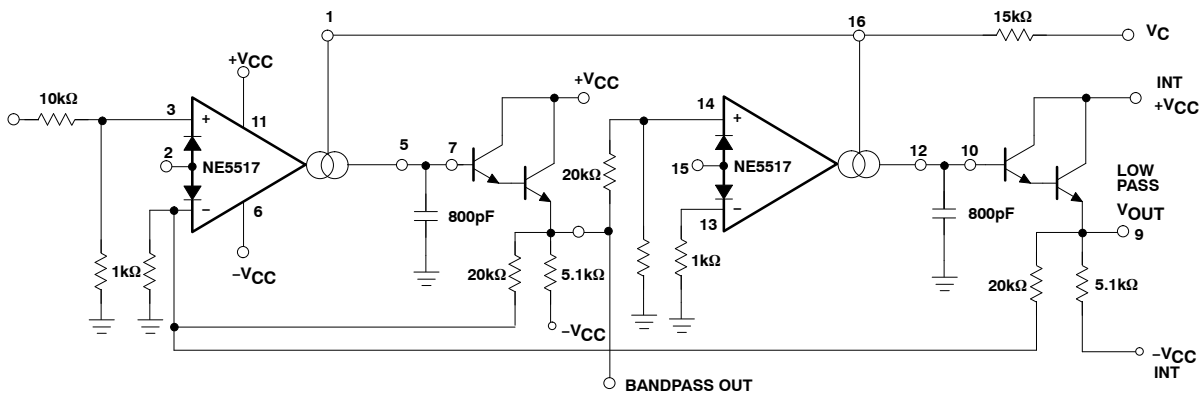 1
16
15kΩ
VC
+VCC
10kΩ
3
+
11
2
NE5517
−
6
−VCC
1kΩ
5
7
+VCC
800pF
20kΩ
5.1kΩ
−VCC
20kΩ
BANDPASS OUT
14
+
15
NE5517
−
13
1kΩ
12
10
800pF
INT
+VCC
LOW
PASS
VOUT
9
20kΩ
5.1kΩ
−VCC
INT